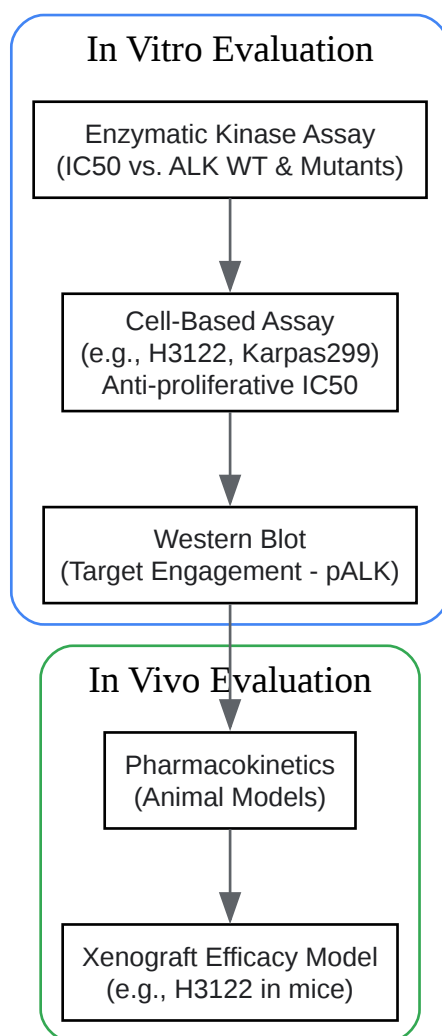 In Vitro Evaluation
Enzymatic Kinase Assay
(IC50 vs. ALK WT & Mutants)
Cell-Based Assay
(e.g., H3122, Karpas299)
Anti-proliferative IC50
Western Blot
(Target Engagement - pALK)
In Vivo Evaluation
Pharmacokinetics
(Animal Models)
Xenograft Efficacy Model
(e.g., H3122 in mice)